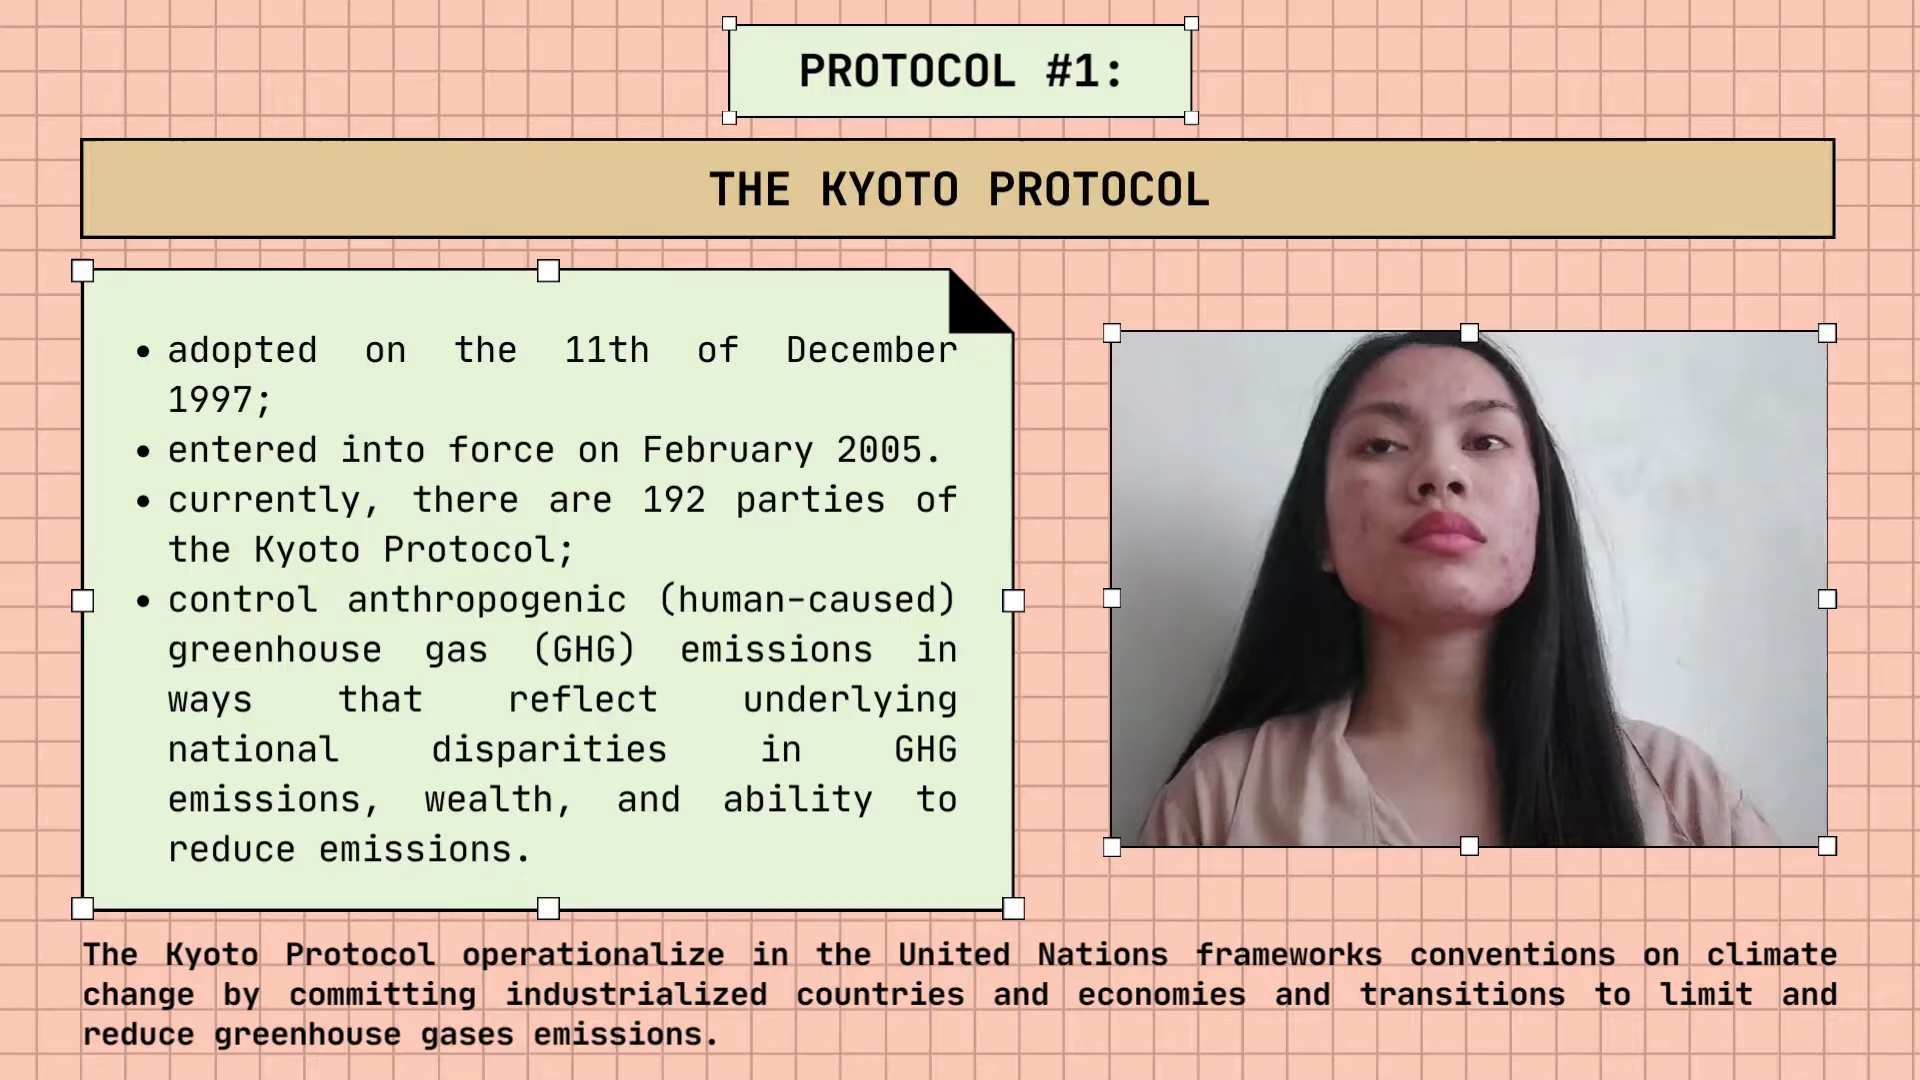 PROTOCOL #1:
THE KYOTO PROTOCOL
• adopted on the 11th of December
1997;
• entered into force on February 2005.
• currently, there are 192 parties of
the Kyoto Protocol;
• control anthropogenic (human-caused)
greenhouse gas (GHG) emissions in
ways that reflect underlying
national disparities in GHG
emissions, wealth, and ability to
reduce emissions.
The Kyoto Protocol operationalize in the United Nations frameworks conventions on climate
change by committing industrialized countries and economies and transitions to limit and
reduce greenhouse gases emissions.